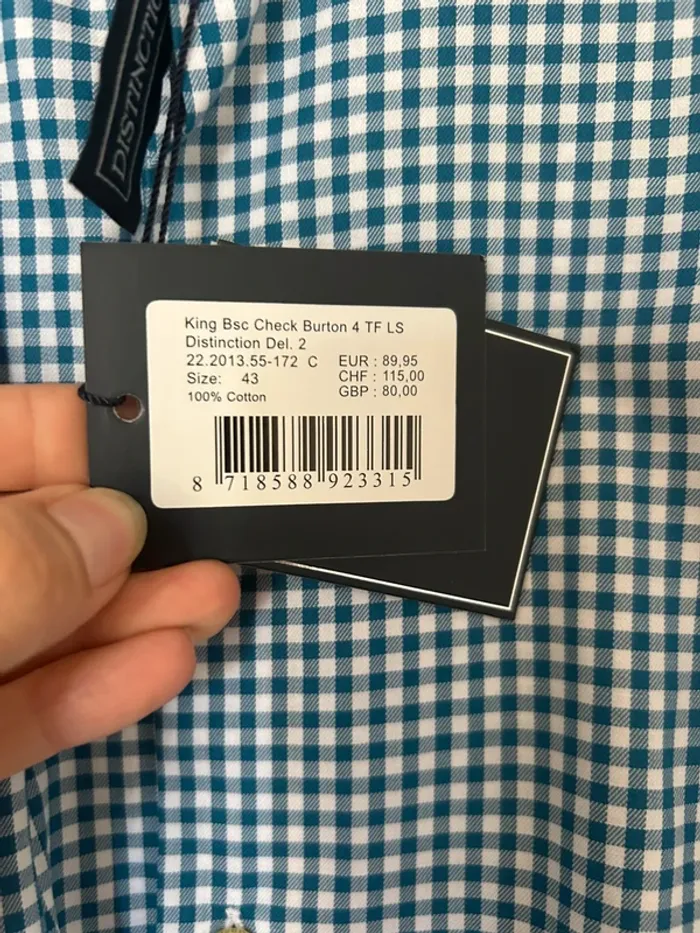 DISTINCTIO
King Bsc Check Burton 4 TF LS
Distinction Del. 2
22.2013.55-172 C EUR : 89,95
Size: 43 CHF : 115,00
100% Cotton GBP : 80,00
8 718588 923315